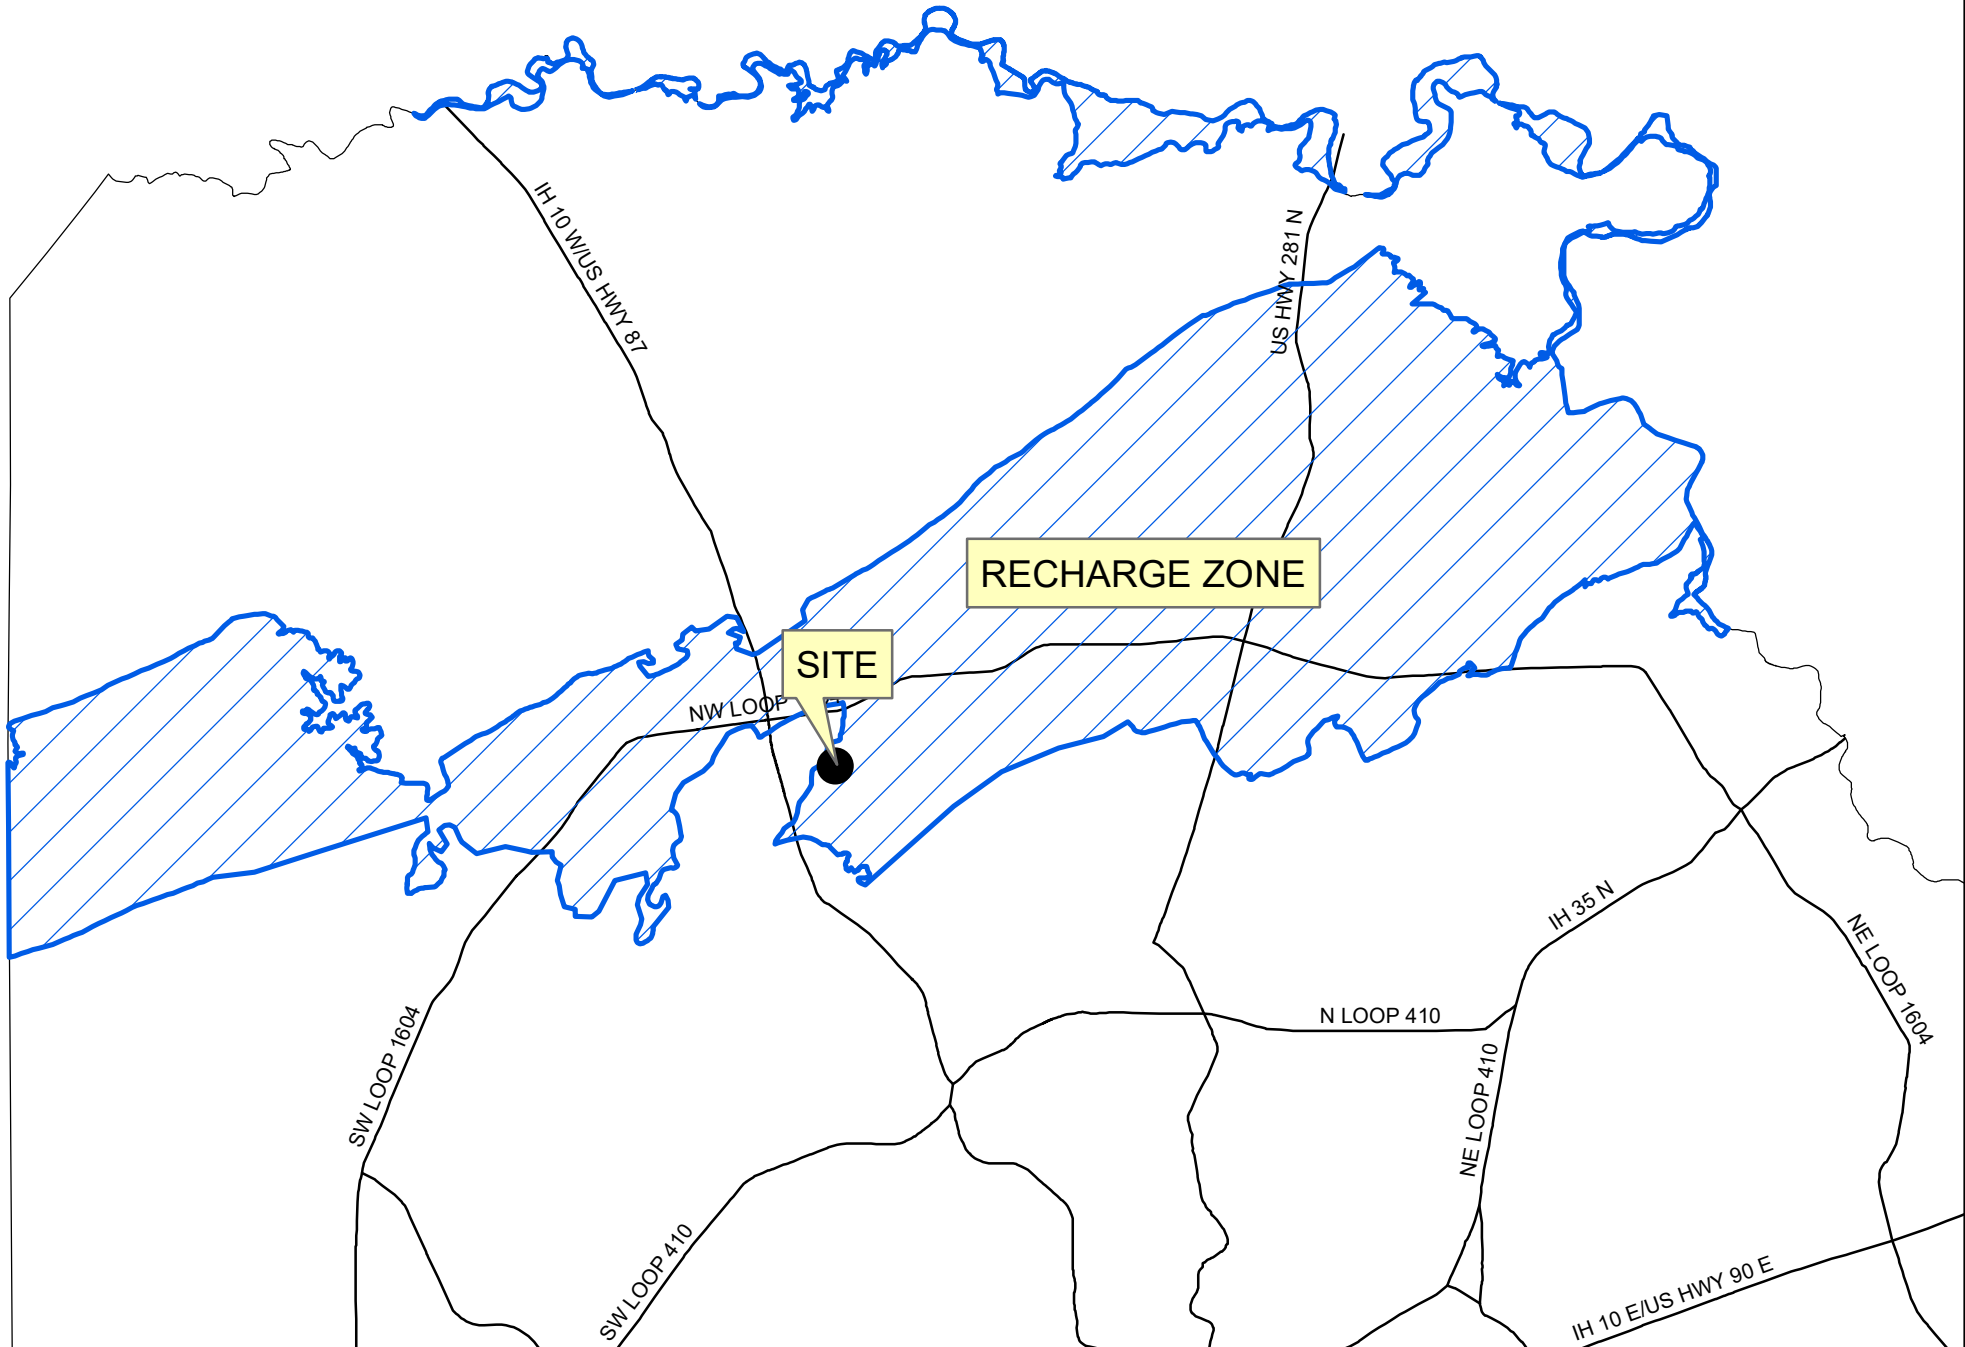 IH 10 W/US HWY 87
US HWY 281 N
RECHARGE ZONE
SITE
NW LOOP
IH 35 N
NE LOOP 1604
N LOOP 410
SW LOOP 1604
NE LOOP 410
SW LOOP 410
IH 10 E/US HWY 90 E